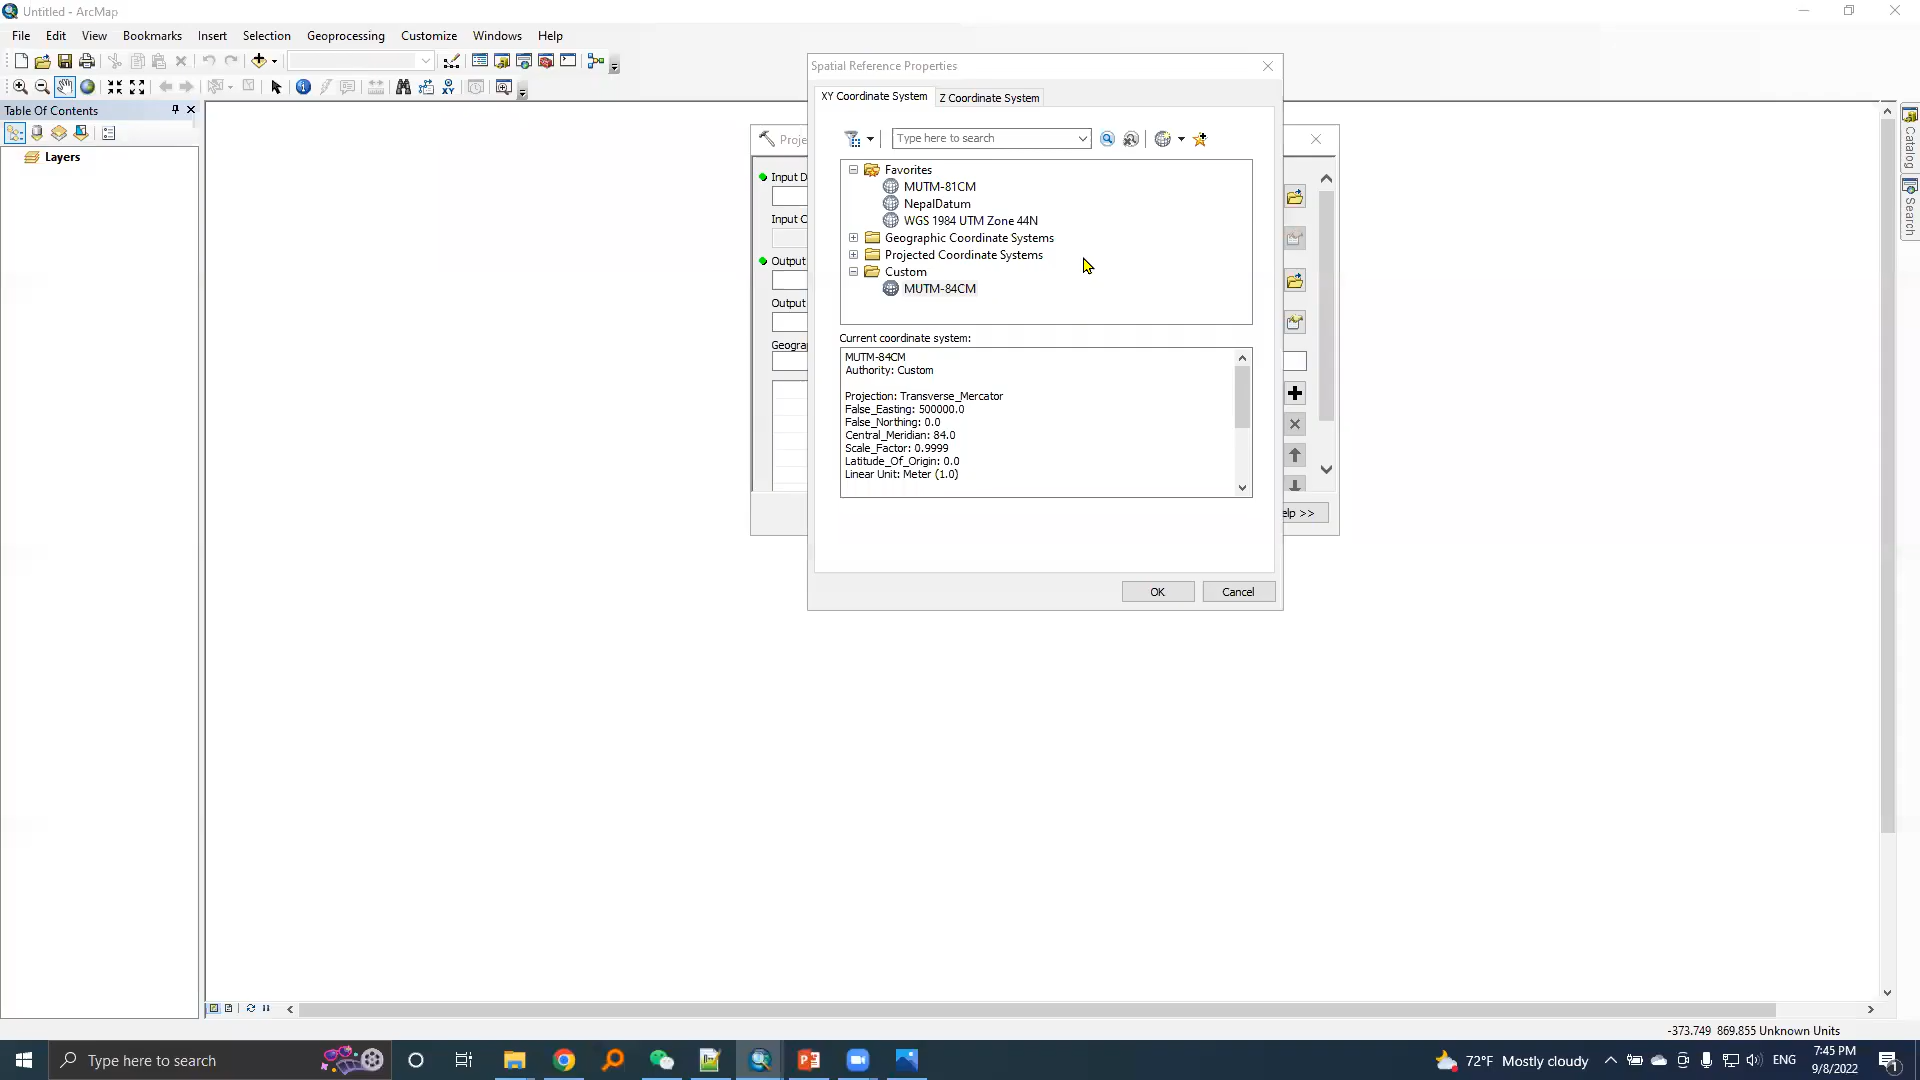 Untitled - ArcMap
File Edit View Bookmarks Insert Selection Geoprocessing Customize Windows Help
Table Of Contents
Layers
Spatial Reference Properties
XY Coordinate System
Z Coordinate System
Type here to search
Favorites
MUTM-81CM
NepalDatum
WGS 1984 UTM Zone 44N
Geographic Coordinate Systems
Projected Coordinate Systems
Custom
MUTM-84CM
Current coordinate system:
MUTM-84CM
Authority: Custom
Projection: Transverse_Mercator
False_Easting: 500000.0
False_Northing: 0.0
Central_Meridian: 84.0
Scale_Factor: 0.9999
Latitude_Of_Origin: 0.0
Linear Unit: Meter (1.0)
OK Cancel
Proje
Input D
Input C
Output
Output
Geogra
elp >>
Catalog
Search
-373.749 869.855 Unknown Units
Type here to search
72°F Mostly cloudy
ENG
7:45 PM
9/8/2022
1